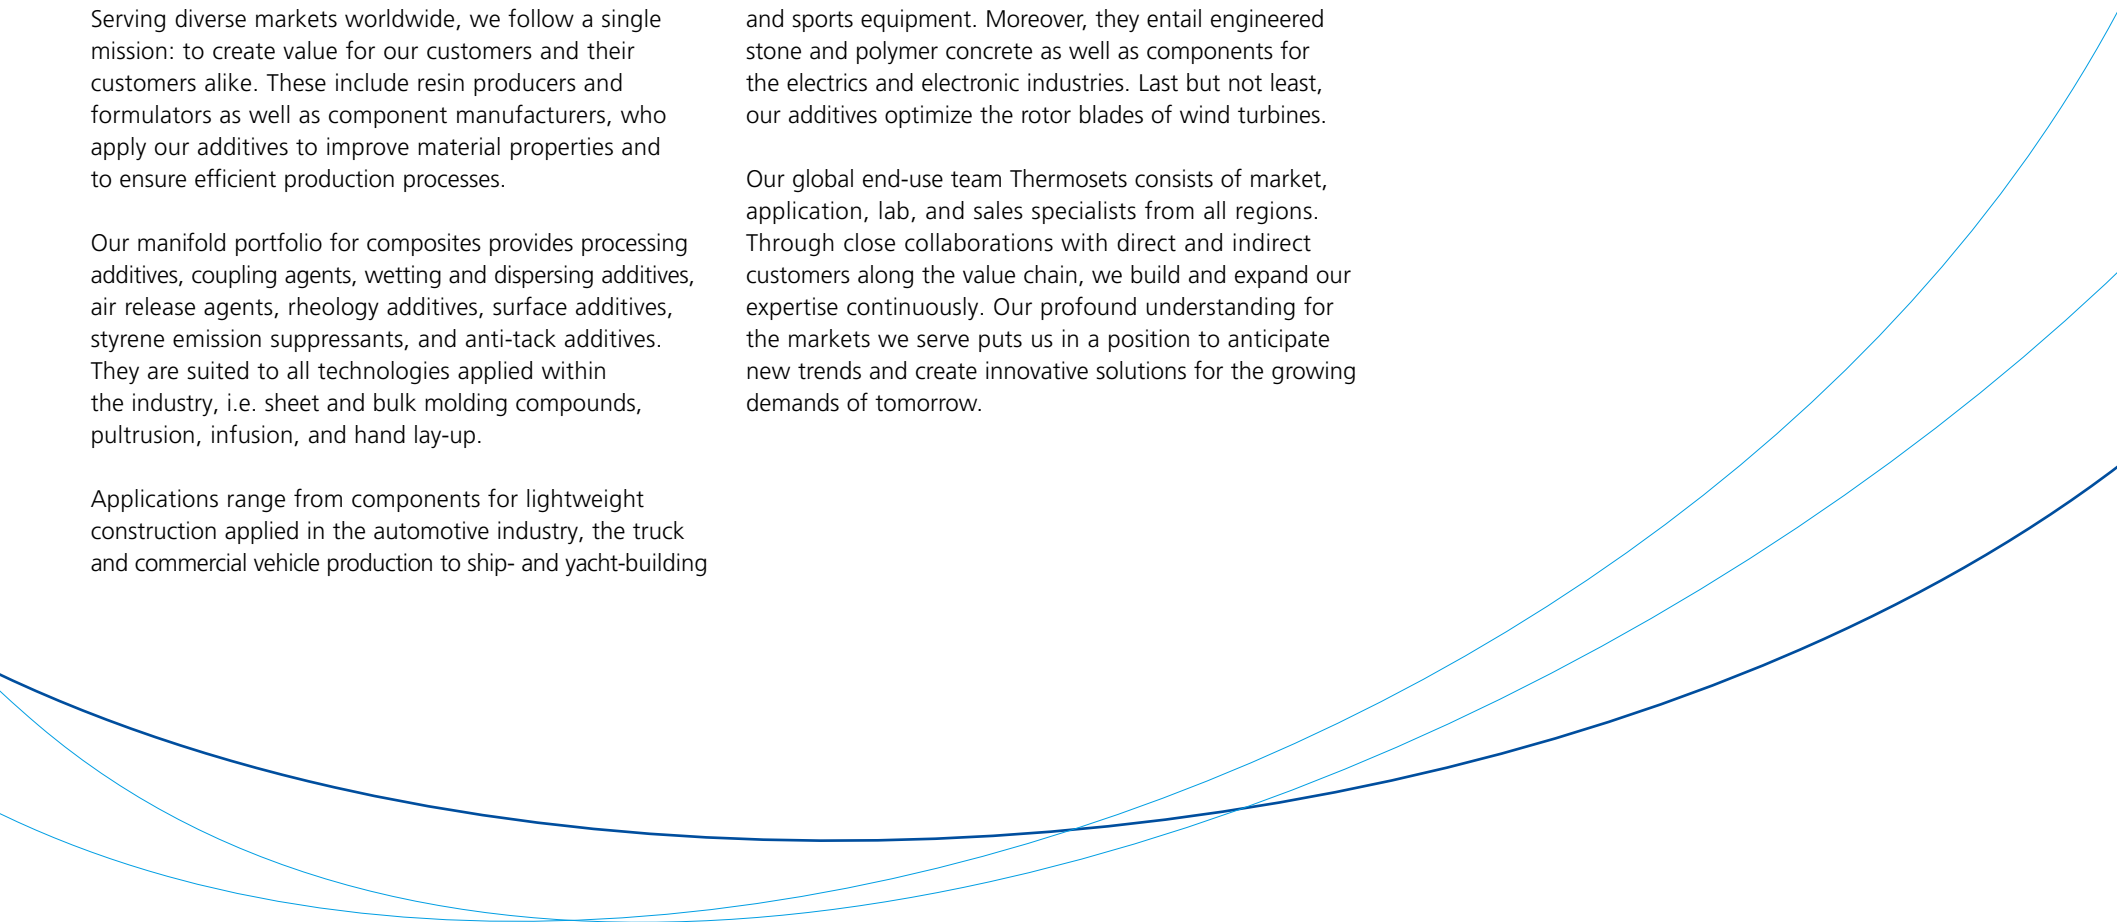 Serving diverse markets worldwide, we follow a single
mission: to create value for our customers and their
customers alike. These include resin producers and
formulators as well as component manufacturers, who
apply our additives to improve material properties and
to ensure efficient production processes.
Our manifold portfolio for composites provides processing
additives, coupling agents, wetting and dispersing additives,
air release agents, rheology additives, surface additives,
styrene emission suppressants, and anti-tack additives.
They are suited to all technologies applied within
the industry, i.e. sheet and bulk molding compounds,
pultrusion, infusion, and hand lay-up.
Applications range from components for lightweight
construction applied in the automotive industry, the truck
and commercial vehicle production to ship- and yacht-building
and sports equipment. Moreover, they entail engineered
stone and polymer concrete as well as components for
the electrics and electronic industries. Last but not least,
our additives optimize the rotor blades of wind turbines.
Our global end-use team Thermosets consists of market,
application, lab, and sales specialists from all regions.
Through close collaborations with direct and indirect
customers along the value chain, we build and expand our
expertise continuously. Our profound understanding for
the markets we serve puts us in a position to anticipate
new trends and create innovative solutions for the growing
demands of tomorrow.